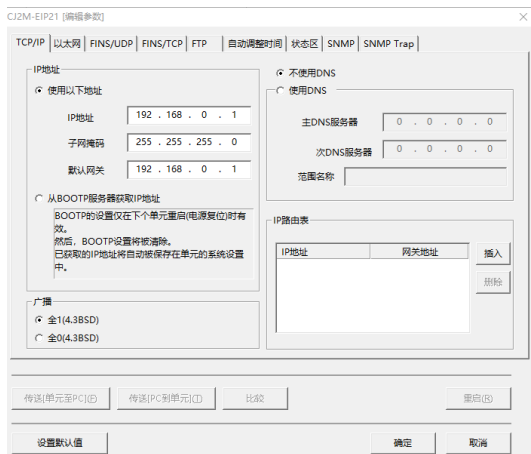 CJ2M-EIP21 [编辑参数]
TCP/IP 以太网 FINS/UDP FINS/TCP FTP 自动调整时间 状态区 SNMP SNMP Trap
IP地址
使用以下地址
IP地址 192 . 168 . 0 . 1
子网掩码 255 . 255 . 255 . 0
默认网关 192 . 168 . 0 . 1
从BOOTP服务器获取IP地址
BOOTP的设置仅在下个单元重启(电源复位)时有
效。
然后，BOOTP设置将被清除。
已获取的IP地址将自动被保存在单元的系统设置
中。
广播
全1(4.3BSD)
全0(4.3BSD)
不使用DNS
使用DNS
主DNS服务器 0 . 0 . 0 . 0
次DNS服务器 0 . 0 . 0 . 0
范围名称
IP路由表
IP地址 网关地址
插入
删除
传送[单元至PC](E) 传送[PC到单元](T) 比较 重启(R)
设置默认值 确定 取消